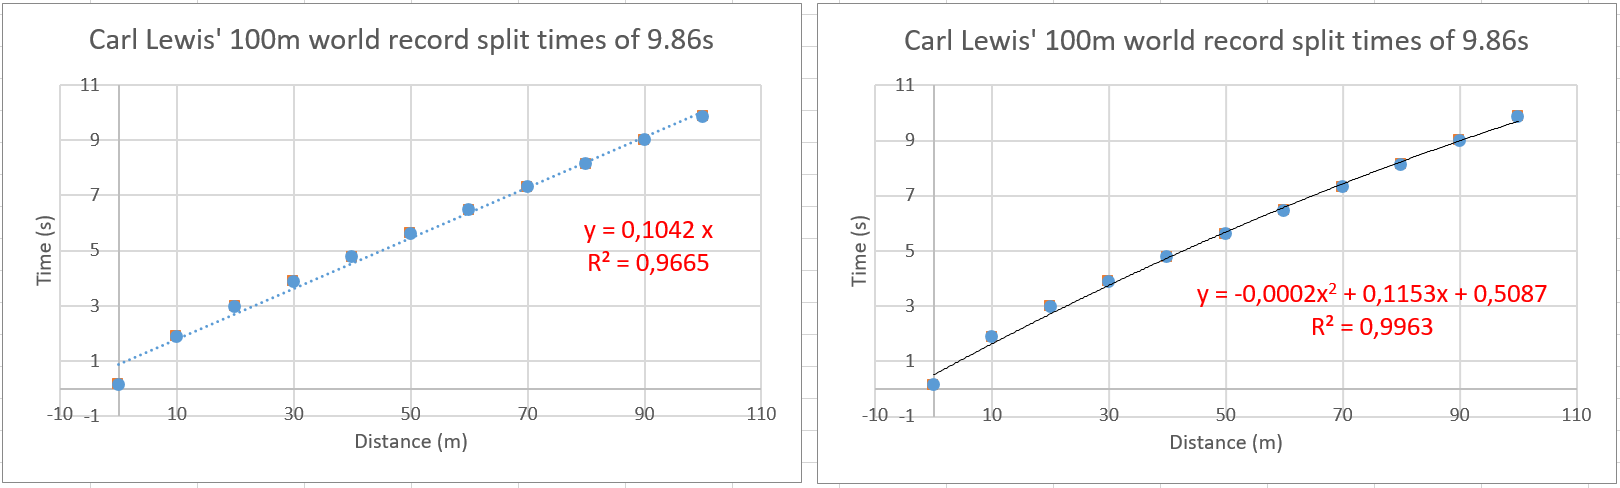 Carl Lewis' 100m world record split times of 9.86s
11
9
7
5
3
1
-1
Time (s)
y = 0,1042 x
R² = 0,9665
-10 10 30 50 70 90 110
Distance (m)
Carl Lewis' 100m world record split times of 9.86s
11
9
7
5
3
1
-1
Time (s)
y = -0,0002x² + 0,1153x + 0,5087
R² = 0,9963
-10 10 30 50 70 90 110
Distance (m)